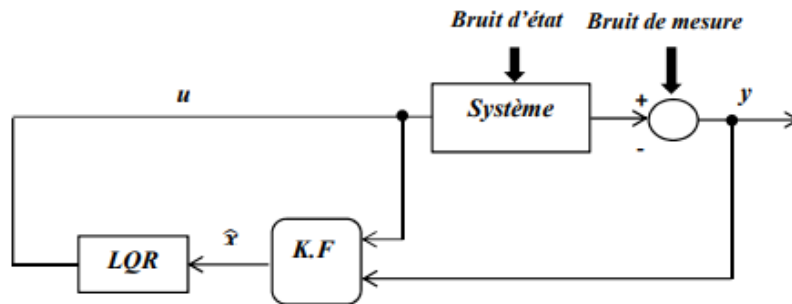 Bruit d'état
Bruit de mesure
u
Système
+
-
y
LQR
x̂
K.F